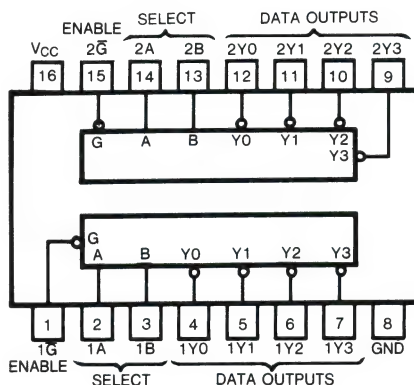 SELECT DATA OUTPUTS
ENABLE
VCC 2G̅ 2A 2B 2Y0 2Y1 2Y2 2Y3
16 15 14 13 12 11 10 9
G A B Y0 Y1 Y2
Y3
G
A B Y0 Y1 Y2 Y3
1 2 3 4 5 6 7 8
1G̅ 1A 1B 1Y0 1Y1 1Y2 1Y3 GND
ENABLE
SELECT DATA OUTPUTS